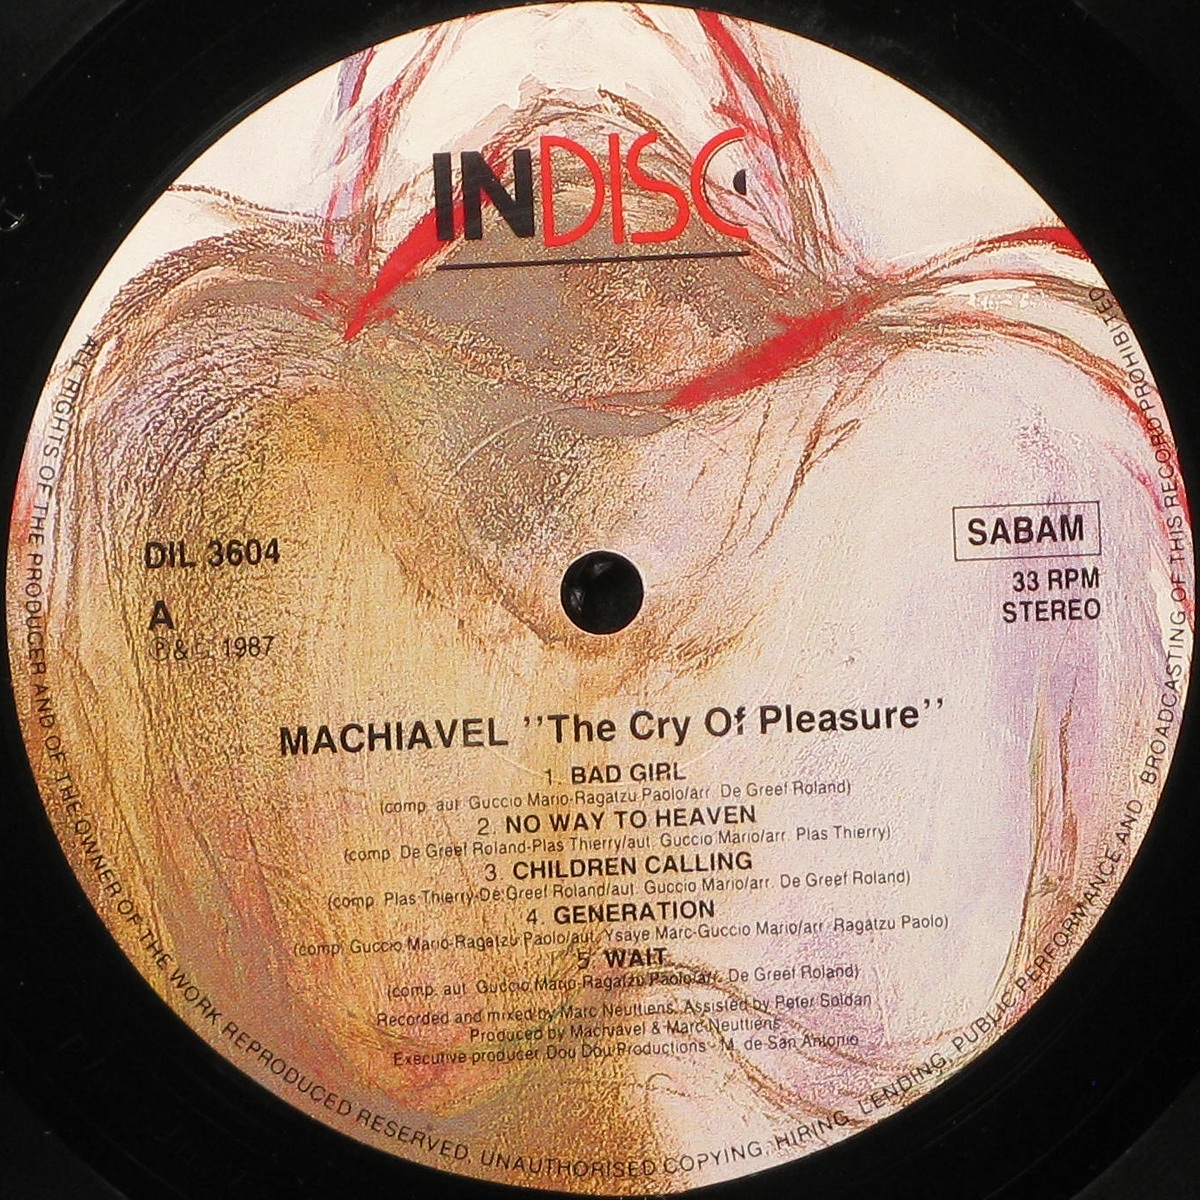 INDISC
DIL 3604
A
Ⓟ & © 1987
SABAM
33 RPM
STEREO
MACHIAVEL ''The Cry Of Pleasure''
1. BAD GIRL
(comp. aut. Guccio Mario-Ragatzu Paolo/arr. De Greef Roland)
2. NO WAY TO HEAVEN
(comp. De Greef Roland-Plas Thierry/aut. Guccio Mario/arr. Plas Thierry)
3. CHILDREN CALLING
(comp. Plas Thierry-De Greef Roland/aut. Guccio Mario/arr. De Greef Roland)
4. GENERATION
(comp. Guccio Mario-Ragatzu Paolo/aut. Ysaye Marc-Guccio Mario/arr. Ragatzu Paolo)
5. WAIT
(comp. aut. Guccio Mario-Ragatzu Paolo/arr. De Greef Roland)
Recorded and mixed by Marc Neuttiens. Assisted by Peter Soldan
Produced by Machiavel & Marc Neuttiens
Executive producer Dou Dou Productions - M. de San Antonio
ALL RIGHTS OF THE PRODUCER AND OF THE OWNER OF THE WORK REPRODUCED RESERVED. UNAUTHORISED COPYING, HIRING, LENDING, PUBLIC PERFORMANCE AND BROADCASTING OF THIS RECORD PROHIBITED